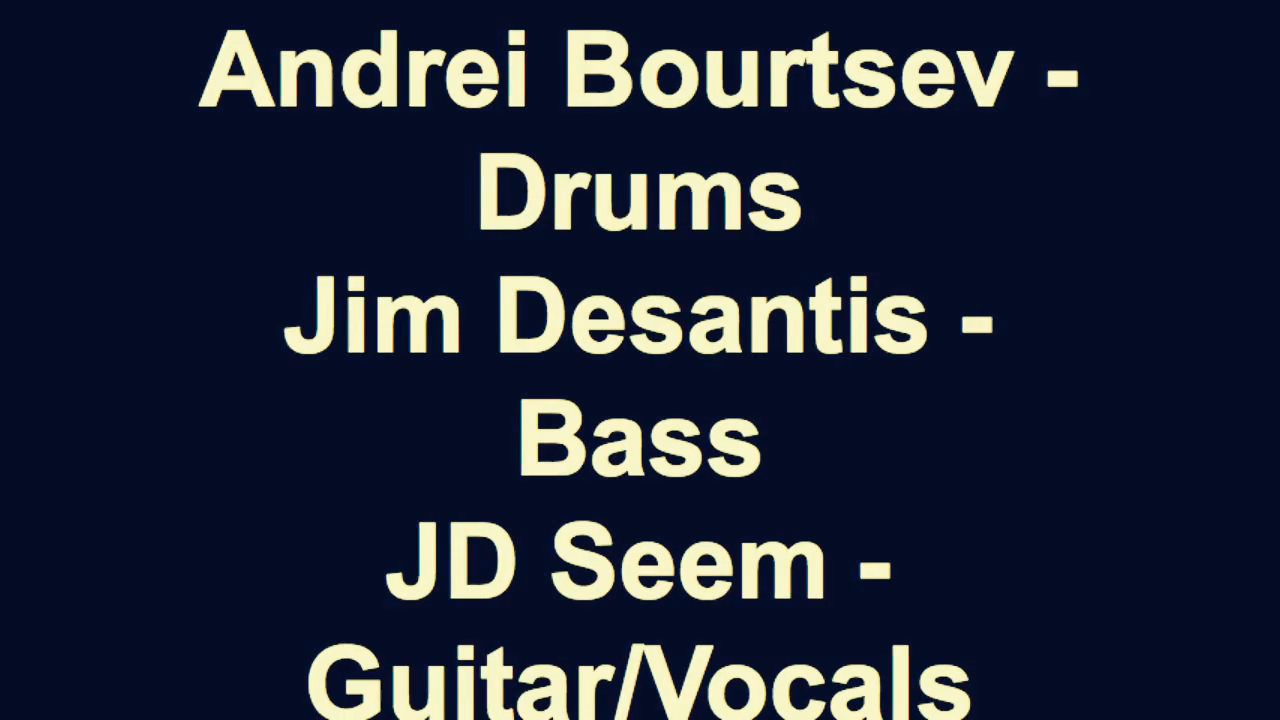 Andrei Bourtsev -
Drums
Jim Desantis -
Bass
JD Seem -
Guitar/Vocals